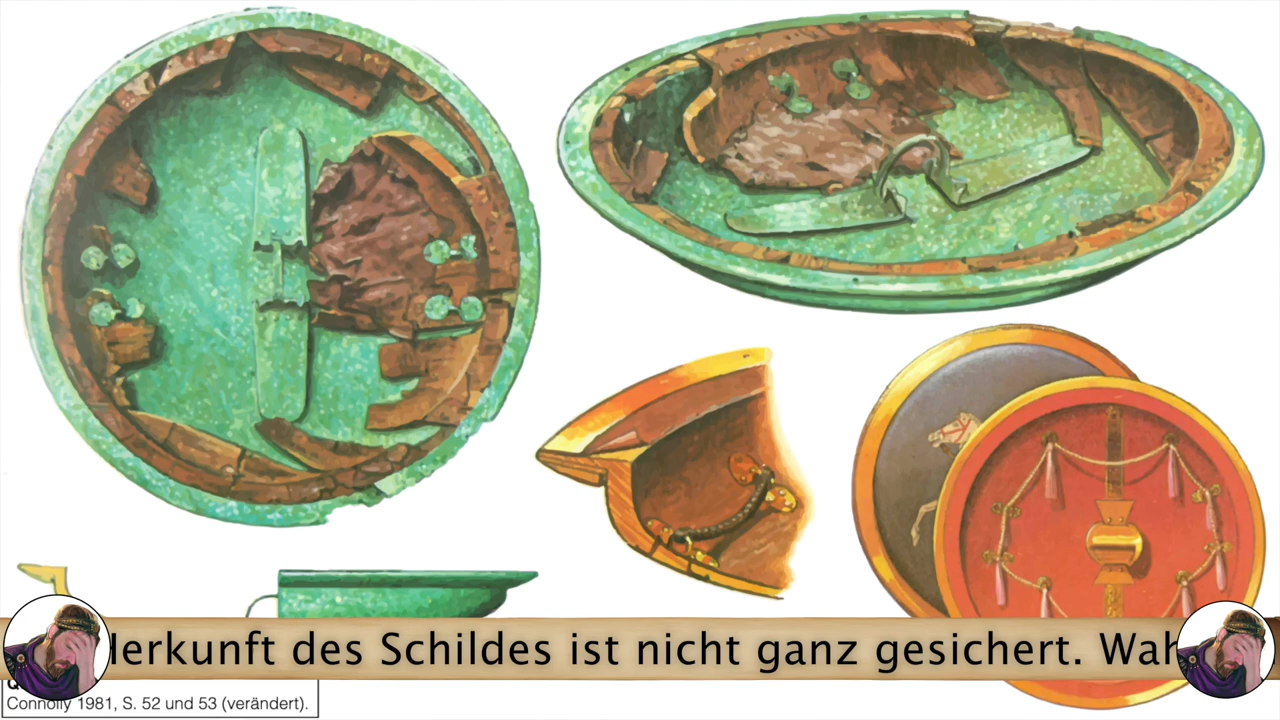 Herkunft des Schildes ist nicht ganz gesichert. Wah
Connolly 1981, S. 52 und 53 (verändert).